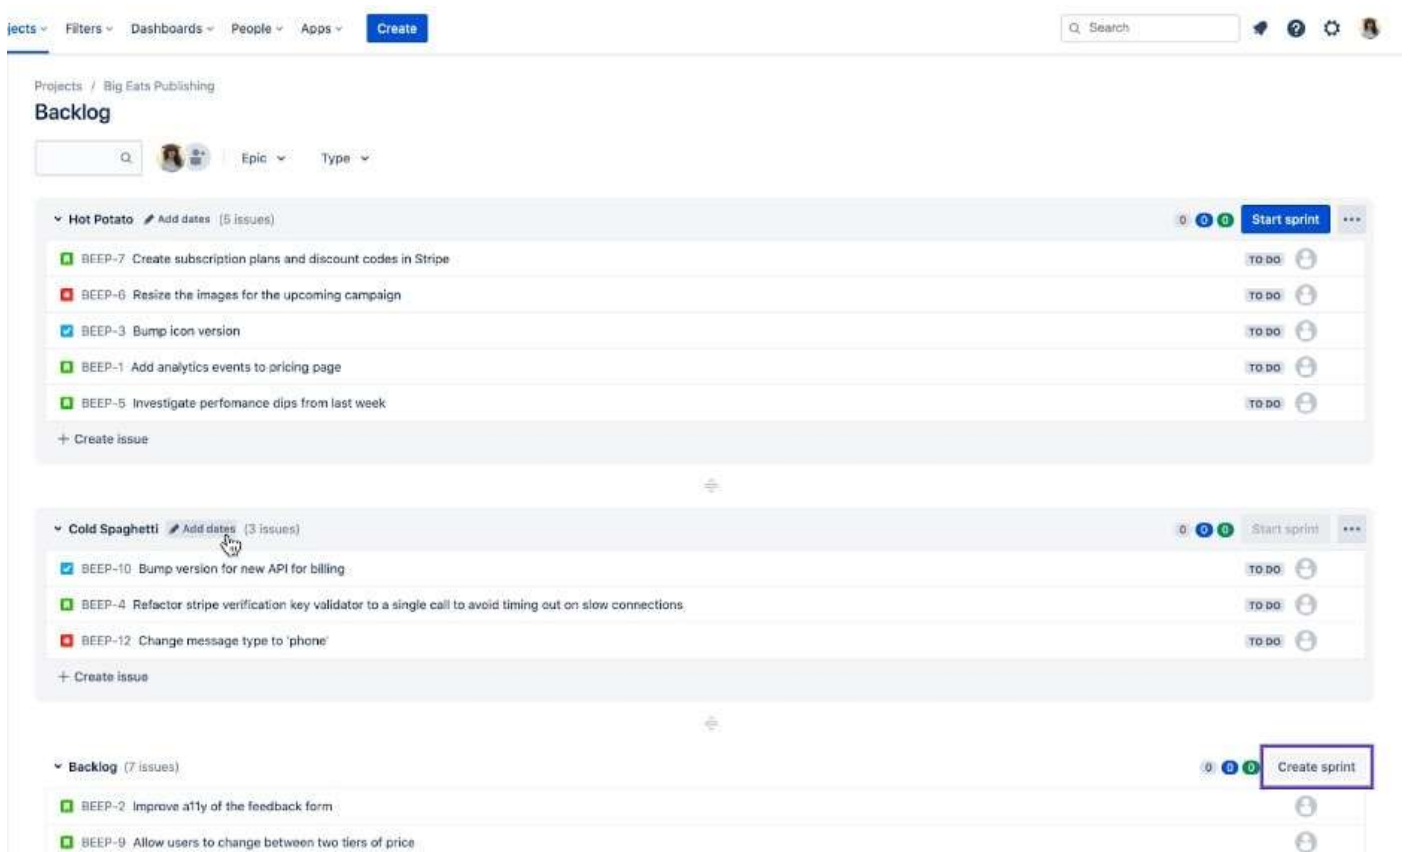 jects Filters Dashboards People Apps Create Search
Projects / Big Eats Publishing
Backlog
Epic Type
Hot Potato Add dates (5 issues) 0 0 0 Start sprint
BEEP-7 Create subscription plans and discount codes in Stripe TO DO
BEEP-6 Resize the images for the upcoming campaign TO DO
BEEP-3 Bump icon version TO DO
BEEP-1 Add analytics events to pricing page TO DO
BEEP-5 Investigate perfomance dips from last week TO DO
+ Create issue
Cold Spaghetti Add dates (3 issues) 0 0 0 Start sprint
BEEP-10 Bump version for new API for billing TO DO
BEEP-4 Refactor stripe verification key validator to a single call to avoid timing out on slow connections TO DO
BEEP-12 Change message type to 'phone' TO DO
+ Create issue
Backlog (7 issues) 0 0 0 Create sprint
BEEP-2 Improve a11y of the feedback form
BEEP-9 Allow users to change between two tiers of price